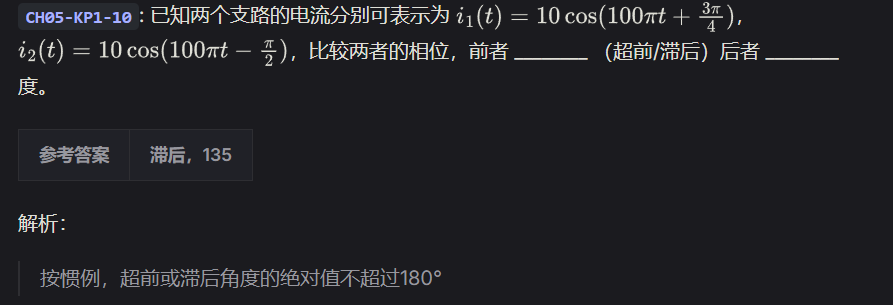 CH05-KP1-10：已知两个支路的电流分别可表示为 $i_1(t) = 10\cos(100\pi t + \frac{3\pi}{4})$，
$i_2(t) = 10\cos(100\pi t - \frac{\pi}{2})$，比较两者的相位，前者 ________ （超前/滞后）后者 ________
度。
参考答案 滞后，135
解析：
按惯例，超前或滞后角度的绝对值不超过180°